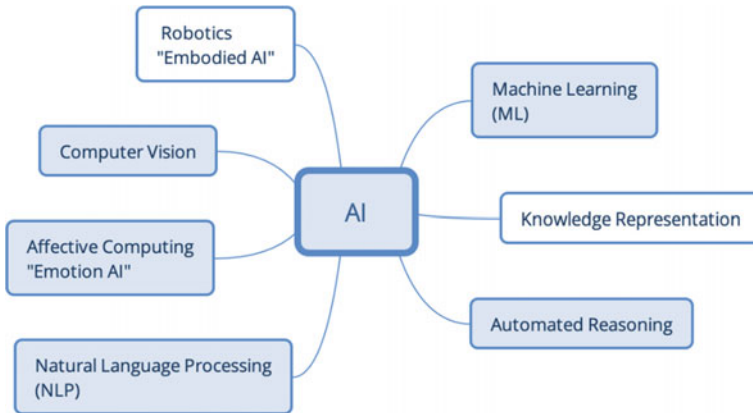 Robotics
"Embodied AI"
Machine Learning
(ML)
Computer Vision
AI
Knowledge Representation
Affective Computing
"Emotion AI"
Automated Reasoning
Natural Language Processing
(NLP)